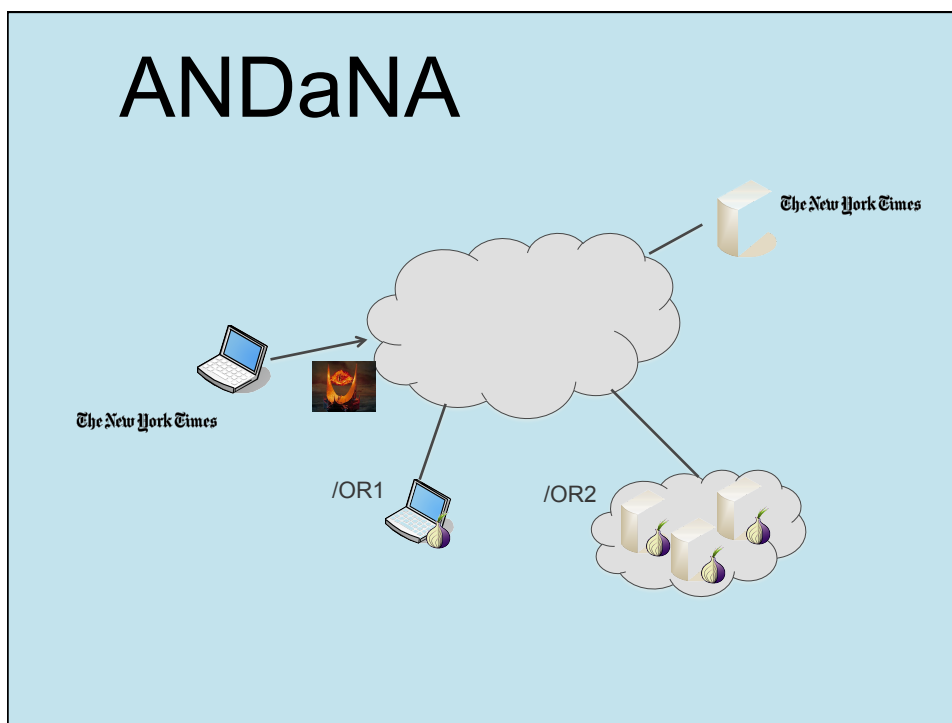 ANDaNA
The New York Times
The New York Times
/OR1
/OR2